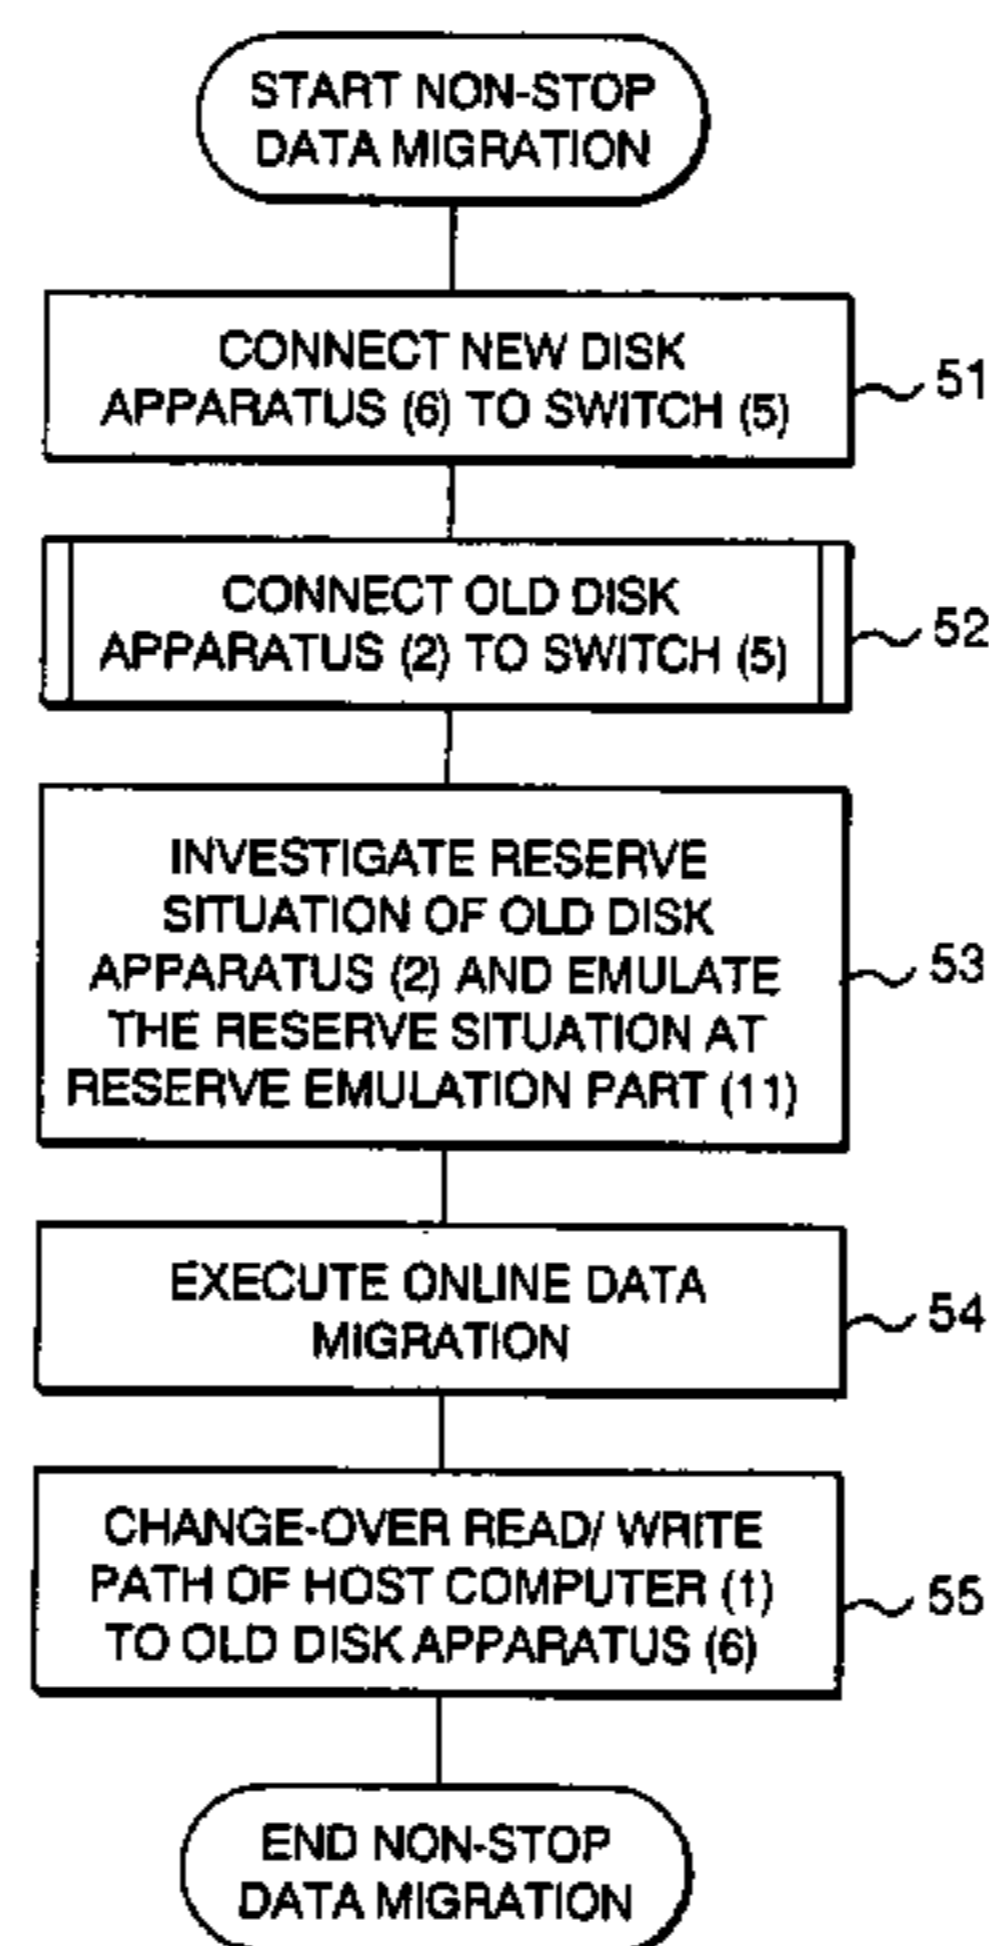 START NON-STOP
DATA MIGRATION
CONNECT NEW DISK
APPARATUS (6) TO SWITCH (5)
51
CONNECT OLD DISK
APPARATUS (2) TO SWITCH (5)
52
INVESTIGATE RESERVE
SITUATION OF OLD DISK
APPARATUS (2) AND EMULATE
THE RESERVE SITUATION AT
RESERVE EMULATION PART (11)
53
EXECUTE ONLINE DATA
MIGRATION
54
CHANGE-OVER READ/ WRITE
PATH OF HOST COMPUTER (1)
TO OLD DISK APPARATUS (6)
55
END NON-STOP
DATA MIGRATION